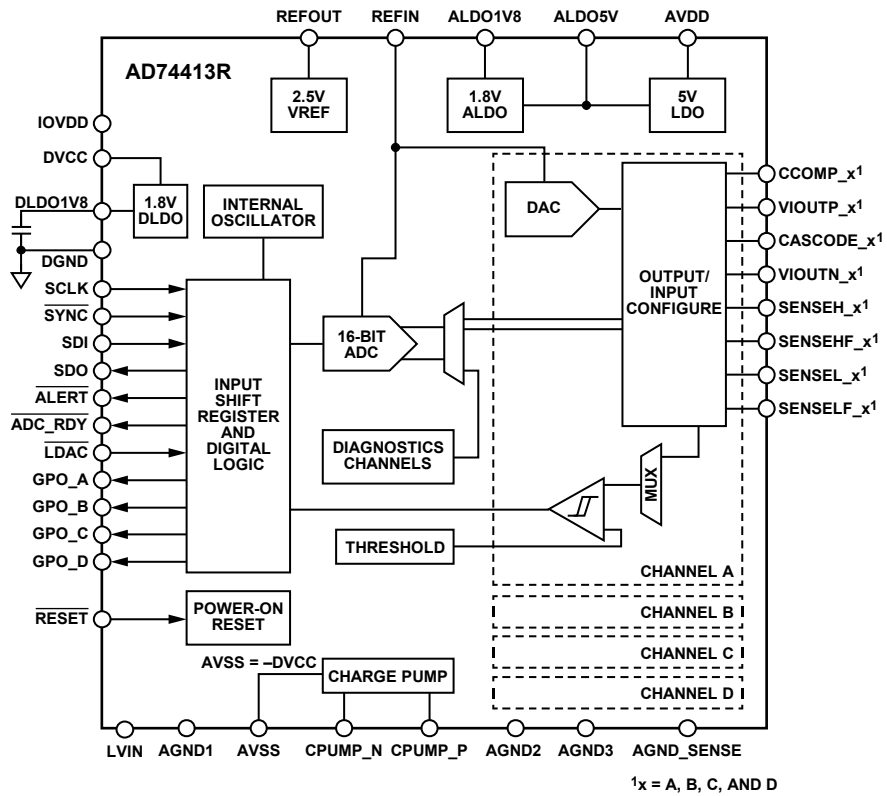 REFOUT REFIN ALDO1V8 ALDO5V AVDD
AD74413R
2.5V
VREF
1.8V
ALDO
5V
LDO
IOVDD
DVCC
DLDO1V8
DGND
SCLK
SYNC
SDI
SDO
ALERT
ADC_RDY
LDAC
GPO_A
GPO_B
GPO_C
GPO_D
RESET
1.8V
DLDO
INTERNAL
OSCILLATOR
INPUT
SHIFT
REGISTER
AND
DIGITAL
LOGIC
POWER-ON
RESET
16-BIT
ADC
DIAGNOSTICS
CHANNELS
THRESHOLD
DAC
OUTPUT/
INPUT
CONFIGURE
MUX
CHANNEL A
CHANNEL B
CHANNEL C
CHANNEL D
CCOMP_x¹
VIOUTP_x¹
CASCODE_x¹
VIOUTN_x¹
SENSEH_x¹
SENSEHF_x¹
SENSEL_x¹
SENSELF_x¹
AVSS = –DVCC
CHARGE PUMP
LVIN AGND1 AVSS CPUMP_N CPUMP_P AGND2 AGND3 AGND_SENSE
¹x = A, B, C, AND D